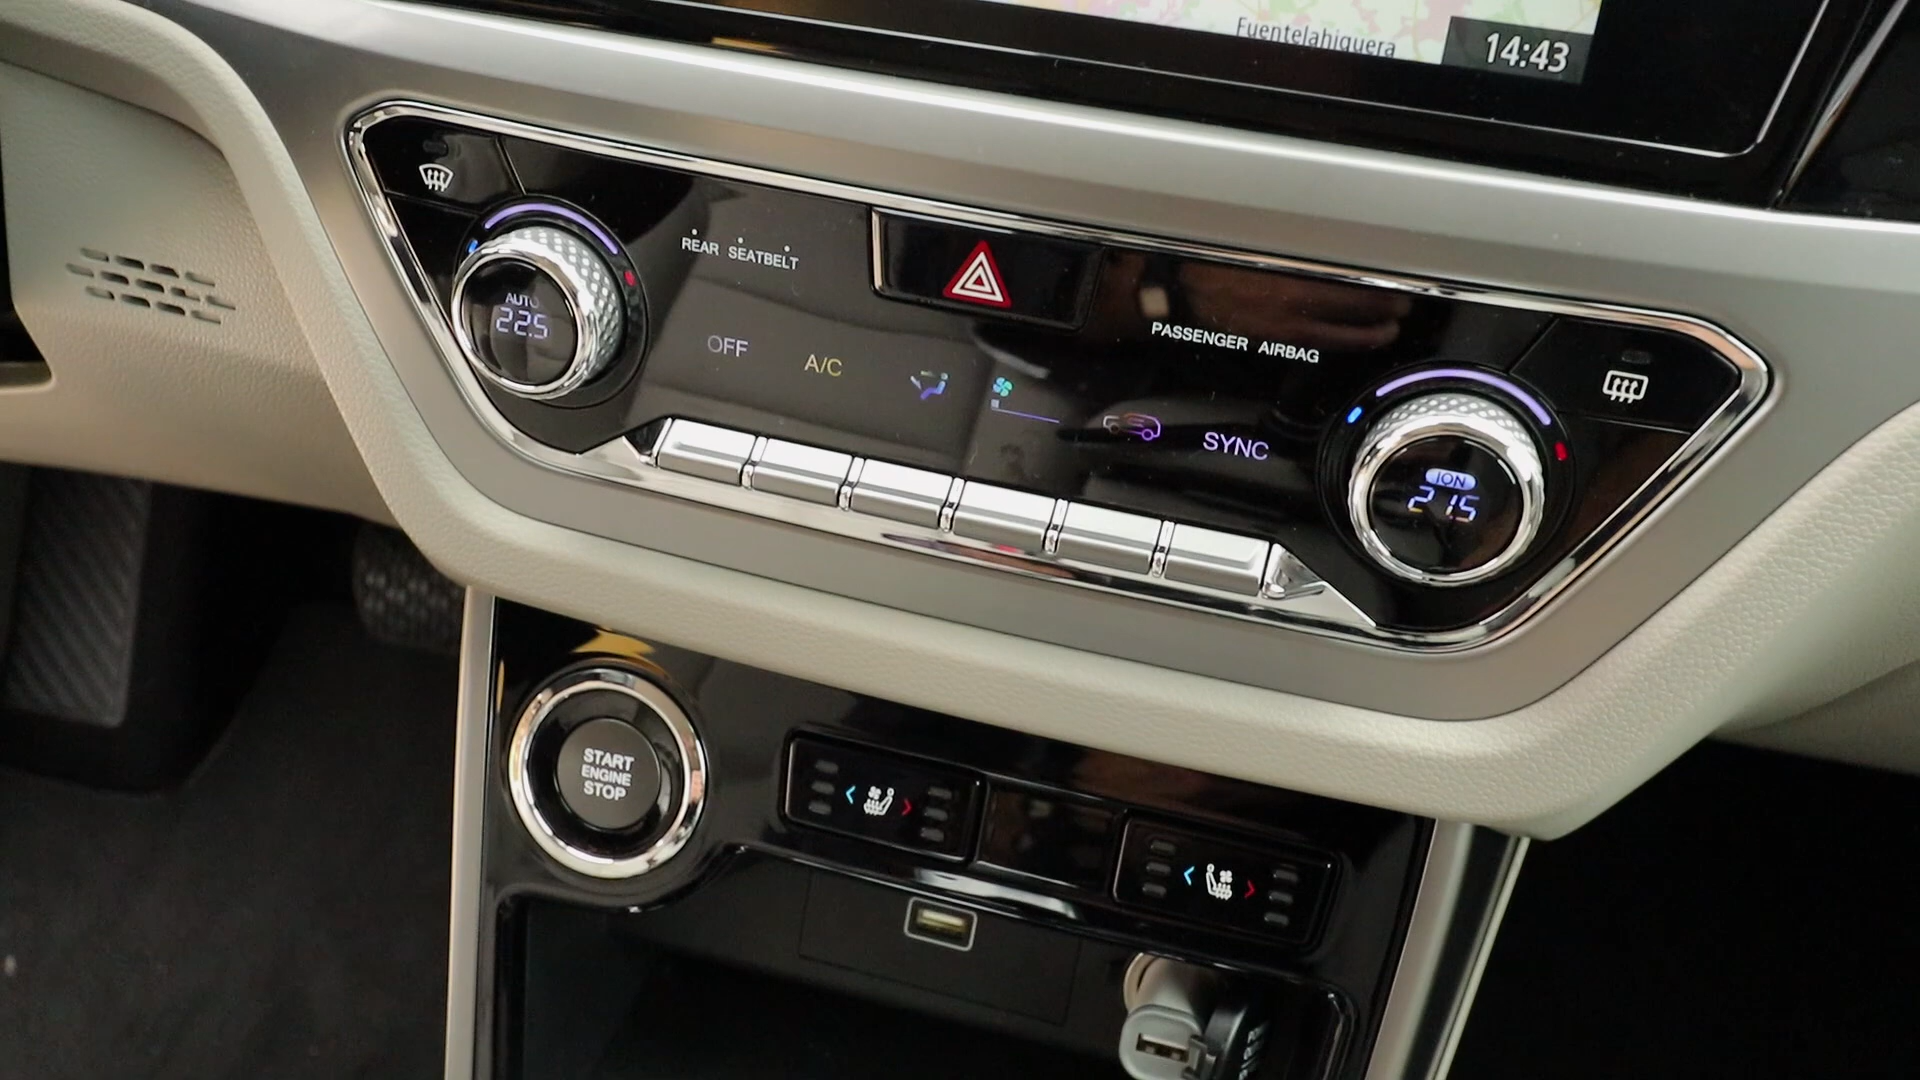 Fuentelahiguera
14:43
REAR SEATBELT
AUTO
22.5
OFF
A/C
PASSENGER AIRBAG
SYNC
ION
21.5
START
ENGINE
STOP